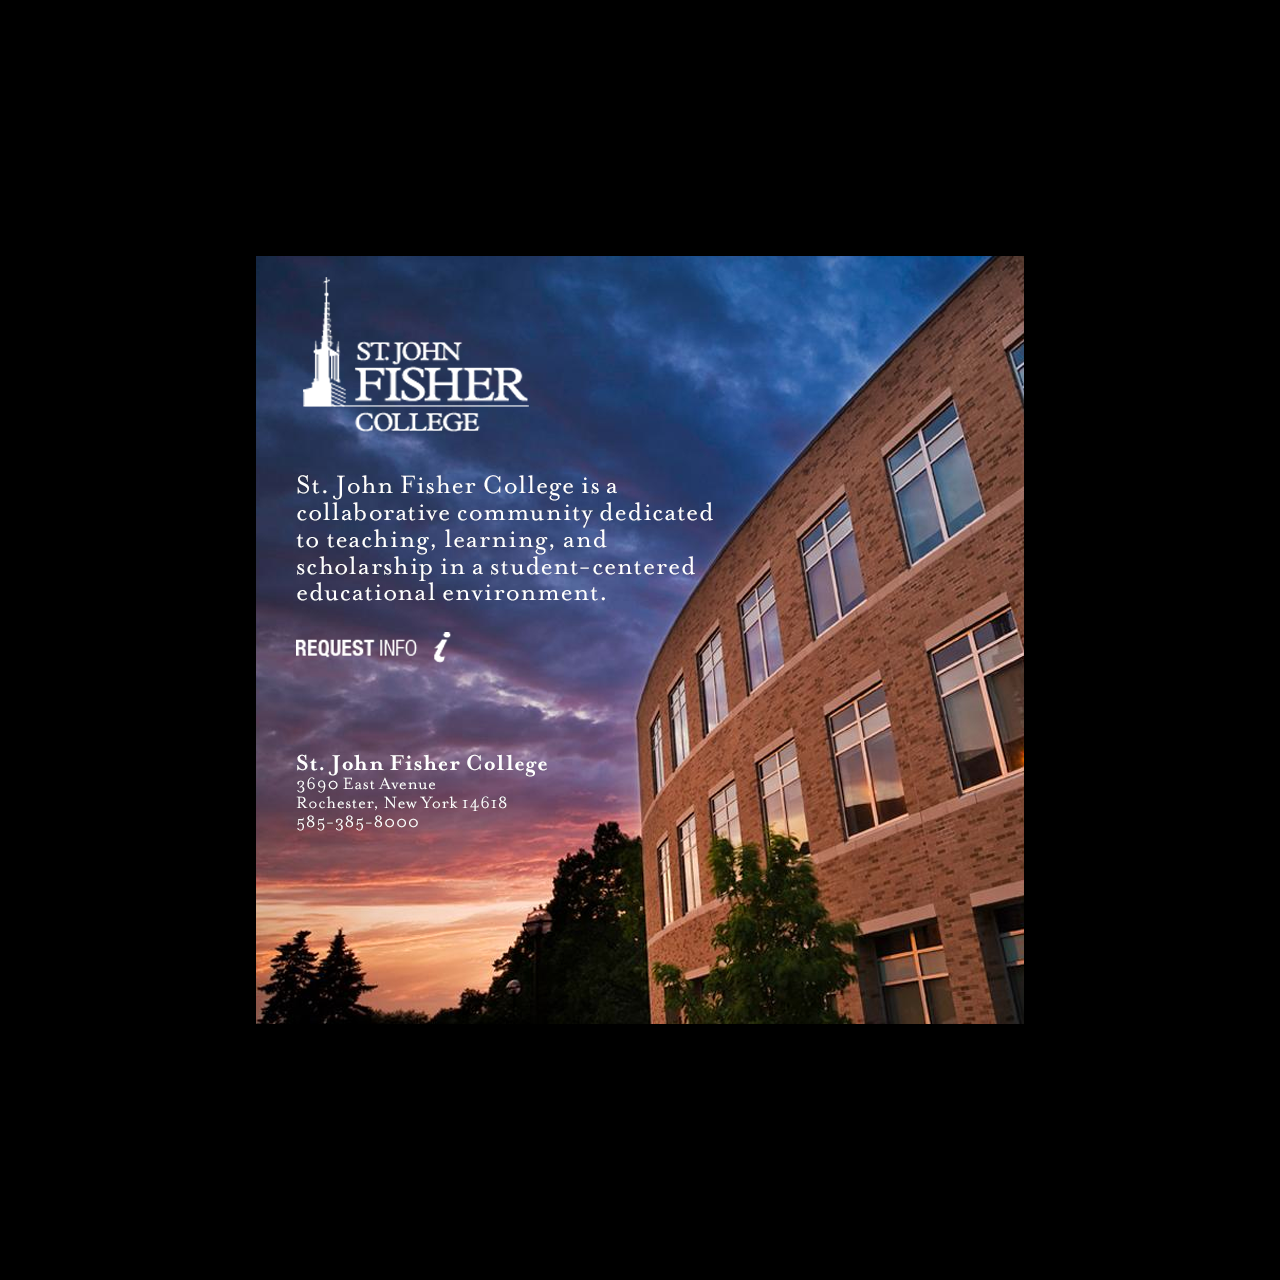 ST. JOHN
FISHER
COLLEGE
St. John Fisher College is a
collaborative community dedicated
to teaching, learning, and
scholarship in a student-centered
educational environment.
REQUEST INFO i
St. John Fisher College
3690 East Avenue
Rochester, New York 14618
585-385-8000